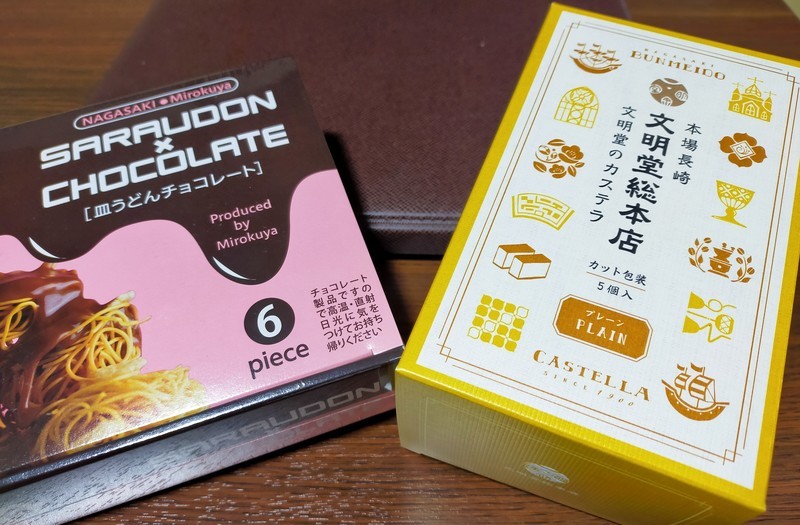 NAGASAKI ● Mirokuya
SARAUDON
×
CHOCOLATE
[皿うどんチョコレート]
Produced
by
Mirokuya
6
piece
チョコレート
製品ですの
で高温・直射
日光に気を
つけてお持ち
帰りください
SARAUDON
NAGASAKI
BUNMEIDO
本場長崎
文明堂総本店
文明堂のカステラ
カット包装
5個入
プレーン
PLAIN
CASTELLA
SINCE 1900